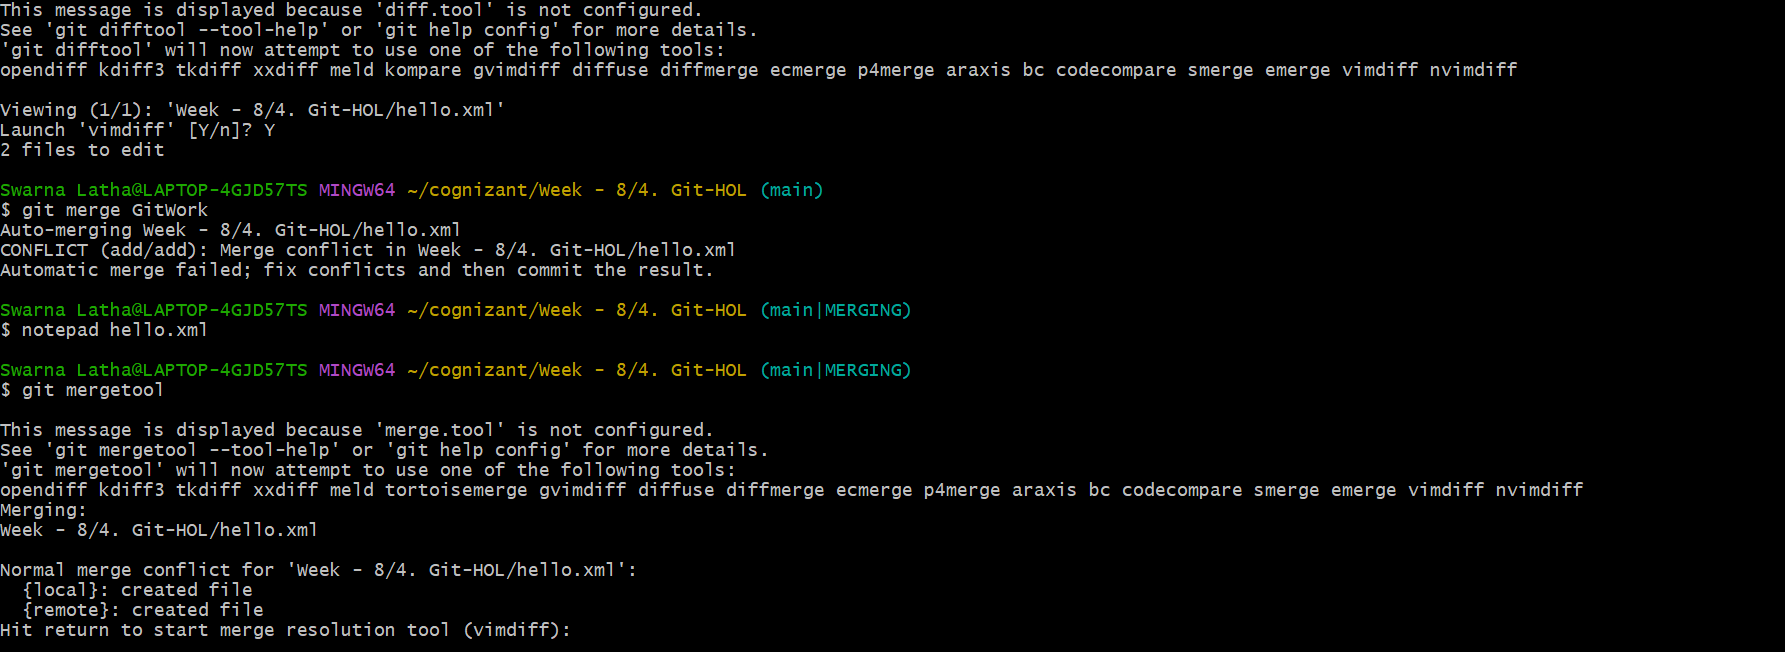 This message is displayed because 'diff.tool' is not configured.
See 'git difftool --tool-help' or 'git help config' for more details.
'git difftool' will now attempt to use one of the following tools:
opendiff kdiff3 tkdiff xxdiff meld kompare gvimdiff diffuse diffmerge ecmerge p4merge araxis bc codecompare smerge emerge vimdiff nvimdiff

Viewing (1/1): 'Week - 8/4. Git-HOL/hello.xml'
Launch 'vimdiff' [Y/n]? Y
2 files to edit

Swarna Latha@LAPTOP-4GJD57TS MINGW64 ~/cognizant/Week - 8/4. Git-HOL (main)
$ git merge GitWork
Auto-merging Week - 8/4. Git-HOL/hello.xml
CONFLICT (add/add): Merge conflict in Week - 8/4. Git-HOL/hello.xml
Automatic merge failed; fix conflicts and then commit the result.

Swarna Latha@LAPTOP-4GJD57TS MINGW64 ~/cognizant/Week - 8/4. Git-HOL (main|MERGING)
$ notepad hello.xml

Swarna Latha@LAPTOP-4GJD57TS MINGW64 ~/cognizant/Week - 8/4. Git-HOL (main|MERGING)
$ git mergetool

This message is displayed because 'merge.tool' is not configured.
See 'git mergetool --tool-help' or 'git help config' for more details.
'git mergetool' will now attempt to use one of the following tools:
opendiff kdiff3 tkdiff xxdiff meld tortoisemerge gvimdiff diffuse diffmerge ecmerge p4merge araxis bc codecompare smerge emerge vimdiff nvimdiff
Merging:
Week - 8/4. Git-HOL/hello.xml

Normal merge conflict for 'Week - 8/4. Git-HOL/hello.xml':
  {local}: created file
  {remote}: created file
Hit return to start merge resolution tool (vimdiff):